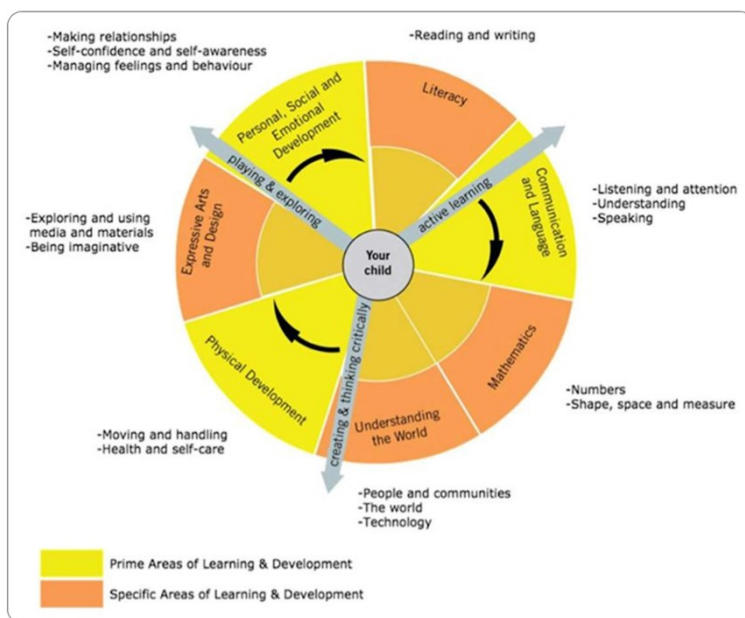 -Making relationships
-Self-confidence and self-awareness
-Managing feelings and behaviour
-Reading and writing
Personal, Social and
Emotional
Development
Literacy
playing & exploring
active learning
Communication
and Language
-Listening and attention
-Understanding
-Speaking
Expressive Arts
and Design
-Exploring and using
media and materials
-Being imaginative
Your
child
Physical Development
creating & thinking critically
Mathematics
Understanding
the World
-Numbers
-Shape, space and measure
-Moving and handling
-Health and self-care
-People and communities
-The world
-Technology
Prime Areas of Learning & Development
Specific Areas of Learning & Development